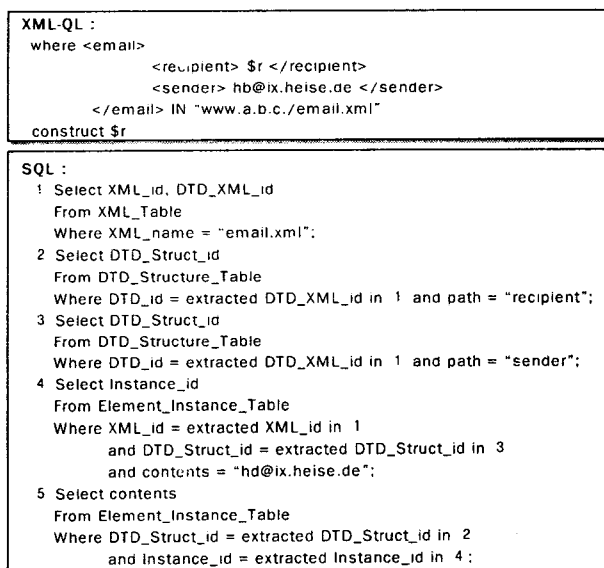 XML-QL :
where <email>
<recipient> $r </recipient>
<sender> hb@ix.heise.de </sender>
</email> IN "www.a.b.c./email.xml"
construct $r
SQL :
1 Select XML_id, DTD_XML_id
From XML_Table
Where XML_name = "email.xml";
2 Select DTD_Struct_id
From DTD_Structure_Table
Where DTD_id = extracted DTD_XML_id in 1 and path = "recipient";
3 Select DTD_Struct_id
From DTD_Structure_Table
Where DTD_id = extracted DTD_XML_id in 1 and path = "sender";
4 Select Instance_id
From Element_Instance_Table
Where XML_id = extracted XML_id in 1
and DTD_Struct_id = extracted DTD_Struct_id in 3
and contents = "hd@ix.heise.de";
5 Select contents
From Element_Instance_Table
Where DTD_Struct_id = extracted DTD_Struct_id in 2
and Instance_id = extracted Instance_id in 4 ;